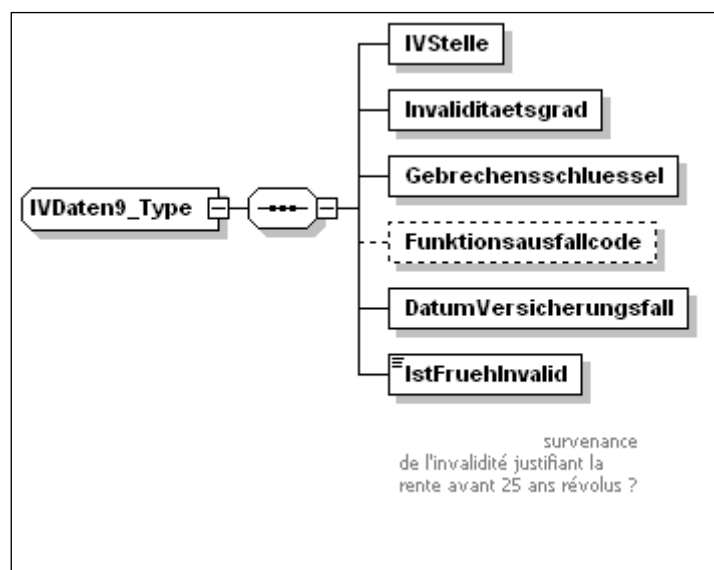 IVStelle
Invaliditaetsgrad
Gebrechensschluessel
IVDaten9_Type
Funktionsausfallcode
DatumVersicherungsfall
IstFruehInvalid
survenance
de l'invalidité justifiant la
rente avant 25 ans révolus ?